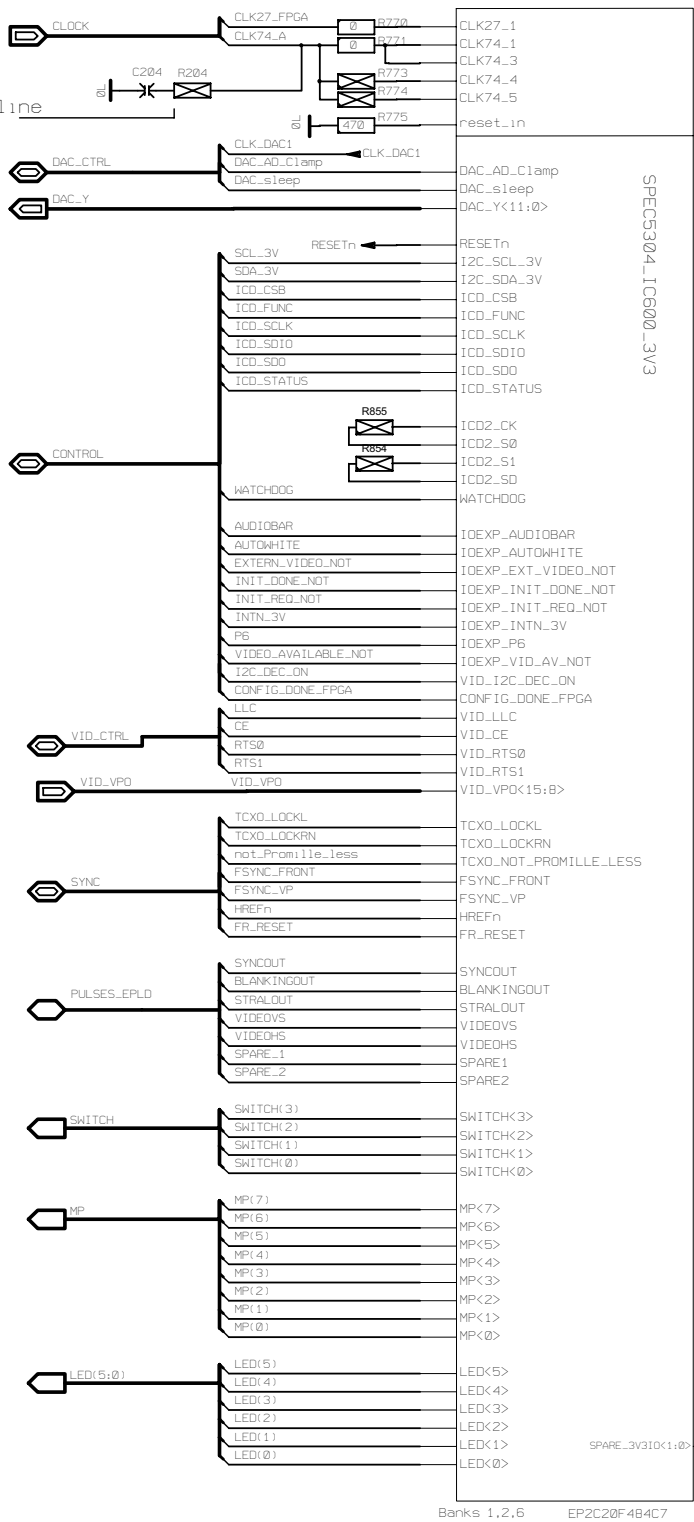 CLOCK CLK27_FPGA 0 R770 CLK27_1
CLK74_A 0 R771 CLK74_1
CLK74_3
C204 R204 R773 CLK74_4
R774 CLK74_5
line 0L
0L 470 R775 reset_in
CLK_DAC1 CLK_DAC1
DAC_CTRL DAC_AD_Clamp DAC_AD_Clamp
DAC_sleep DAC_sleep
DAC_Y DAC_Y<11:0>
SPEC5304_IC600_3V3
RESETn RESETn
SCL_3V I2C_SCL_3V
SDA_3V I2C_SDA_3V
ICD_CSB ICD_CSB
ICD_FUNC ICD_FUNC
ICD_SCLK ICD_SCLK
ICD_SDIO ICD_SDIO
ICD_SDO ICD_SDO
ICD_STATUS ICD_STATUS
R855 ICD2_CK
ICD2_S0
CONTROL R854 ICD2_S1
ICD2_SD
WATCHDOG WATCHDOG
AUDIOBAR IOEXP_AUDIOBAR
AUTOWHITE IOEXP_AUTOWHITE
EXTERN_VIDEO_NOT IOEXP_EXT_VIDEO_NOT
INIT_DONE_NOT IOEXP_INIT_DONE_NOT
INIT_REQ_NOT IOEXP_INIT_REQ_NOT
INTN_3V IOEXP_INTN_3V
P6 IOEXP_P6
VIDEO_AVAILABLE_NOT IOEXP_VID_AV_NOT
I2C_DEC_ON VID_I2C_DEC_ON
CONFIG_DONE_FPGA CONFIG_DONE_FPGA
LLC VID_LLC
VID_CTRL CE VID_CE
RTS0 VID_RTS0
RTS1 VID_RTS1
VID_VPO VID_VPO VID_VPO<15:8>
TCXO_LOCKL TCXO_LOCKL
TCXO_LOCKRN TCXO_LOCKRN
not_Promille_less TCXO_NOT_PROMILLE_LESS
SYNC FSYNC_FRONT FSYNC_FRONT
FSYNC_VP FSYNC_VP
HREFn HREFn
FR_RESET FR_RESET
SYNCOUT SYNCOUT
BLANKINGOUT BLANKINGOUT
PULSES_EPLD STRALOUT STRALOUT
VIDEOVS VIDEOVS
VIDEOHS VIDEOHS
SPARE_1 SPARE1
SPARE_2 SPARE2
SWITCH SWITCH(3) SWITCH<3>
SWITCH(2) SWITCH<2>
SWITCH(1) SWITCH<1>
SWITCH(0) SWITCH<0>
MP MP(7) MP<7>
MP(6) MP<6>
MP(5) MP<5>
MP(4) MP<4>
MP(3) MP<3>
MP(2) MP<2>
MP(1) MP<1>
MP(0) MP<0>
LED(5:0) LED(5) LED<5>
LED(4) LED<4>
LED(3) LED<3>
LED(2) LED<2>
LED(1) LED<1> SPARE_3V3IO<1:0>
LED(0) LED<0>
Banks 1,2,6 EP2C20F484C7